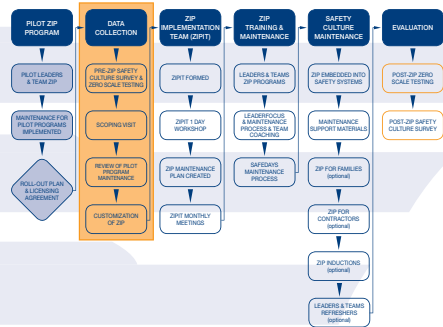 PILOT ZIP
PROGRAM
PILOT LEADERS
& TEAM ZIP
MAINTENANCE FOR
PILOT PROGRAMS
IMPLEMENTED
ROLL-OUT PLAN
& LICENSING
AGREEMENT
DATA
COLLECTION
PRE-ZIP SAFETY
CULTURE SURVEY &
ZERO SCALE TESTING
SCOPING VISIT
REVIEW OF PILOT
PROGRAM
MAINTENANCE
CUSTOMIZATION
OF ZIP
ZIP
IMPLEMENTATION
TEAM (ZIPIT)
ZIPIT FORMED
ZIPIT 1 DAY
WORKSHOP
ZIP MAINTENANCE
PLAN CREATED
ZIPIT MONTHLY
MEETINGS
ZIP
TRAINING &
MAINTENANCE
LEADERS & TEAMS
ZIP PROGRAMS
LEADERFOCUS
& MAINTENANCE
PROCESS & TEAM
COACHING
SAFEDAYS
MAINTENANCE
PROCESS
SAFETY
CULTURE
MAINTENANCE
ZIP EMBEDDED INTO
SAFETY SYSTEMS
MAINTENANCE
SUPPORT MATERIALS
ZIP FOR FAMILIES
(optional)
ZIP FOR
CONTRACTORS
(optional)
ZIP INDUCTIONS
(optional)
LEADERS & TEAMS
REFRESHERS
(optional)
EVALUATION
POST-ZIP ZERO
SCALE TESTING
POST-ZIP SAFETY
CULTURE SURVEY